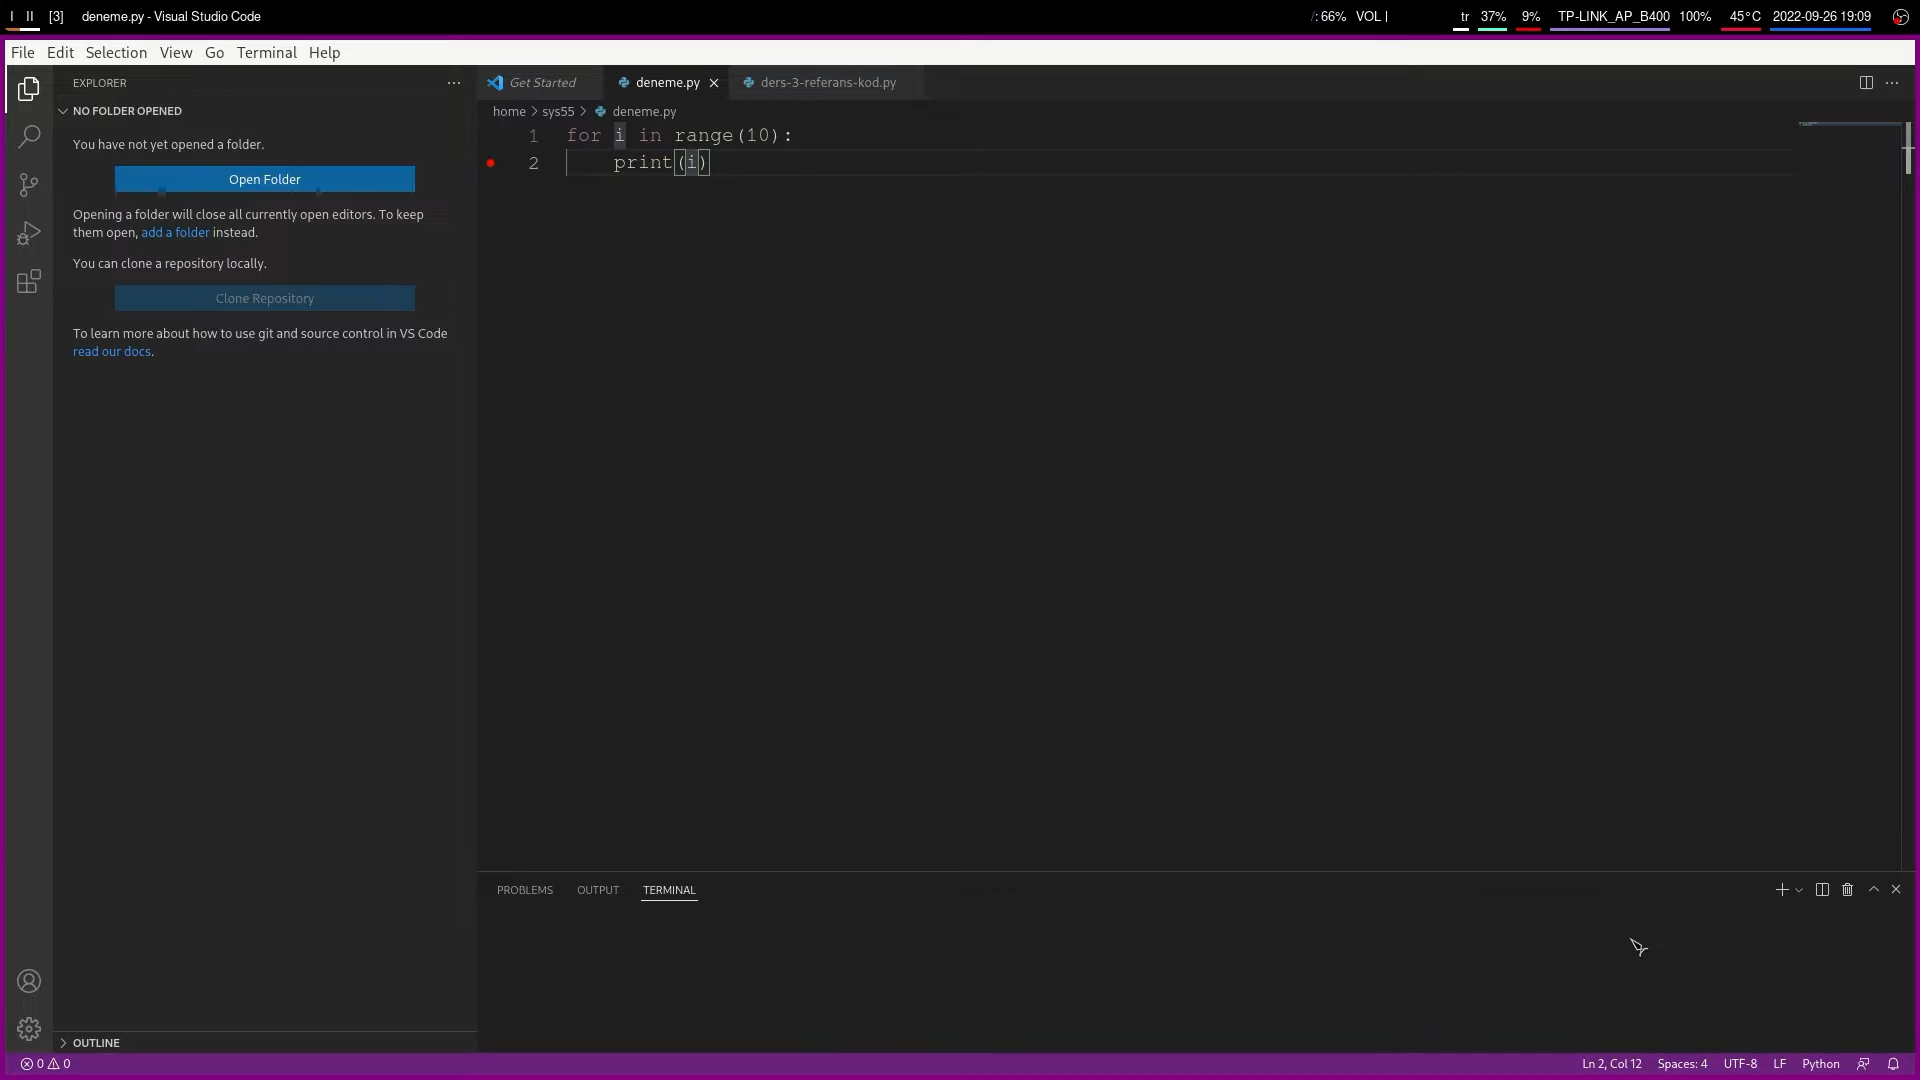 I II [3] deneme.py - Visual Studio Code /: 66% VOL | tr 37% 9% TP-LINK_AP_B400 100% 45°C 2022-09-26 19:09
File Edit Selection View Go Terminal Help
EXPLORER
NO FOLDER OPENED
You have not yet opened a folder.
Open Folder
Opening a folder will close all currently open editors. To keep
them open, add a folder instead.
You can clone a repository locally.
Clone Repository
To learn more about how to use git and source control in VS Code
read our docs.
OUTLINE
Get Started deneme.py ders-3-referans-kod.py
home > sys55 > deneme.py
1 for i in range(10):
2 print(i)
PROBLEMS OUTPUT TERMINAL
0 0 Ln 2, Col 12 Spaces: 4 UTF-8 LF Python